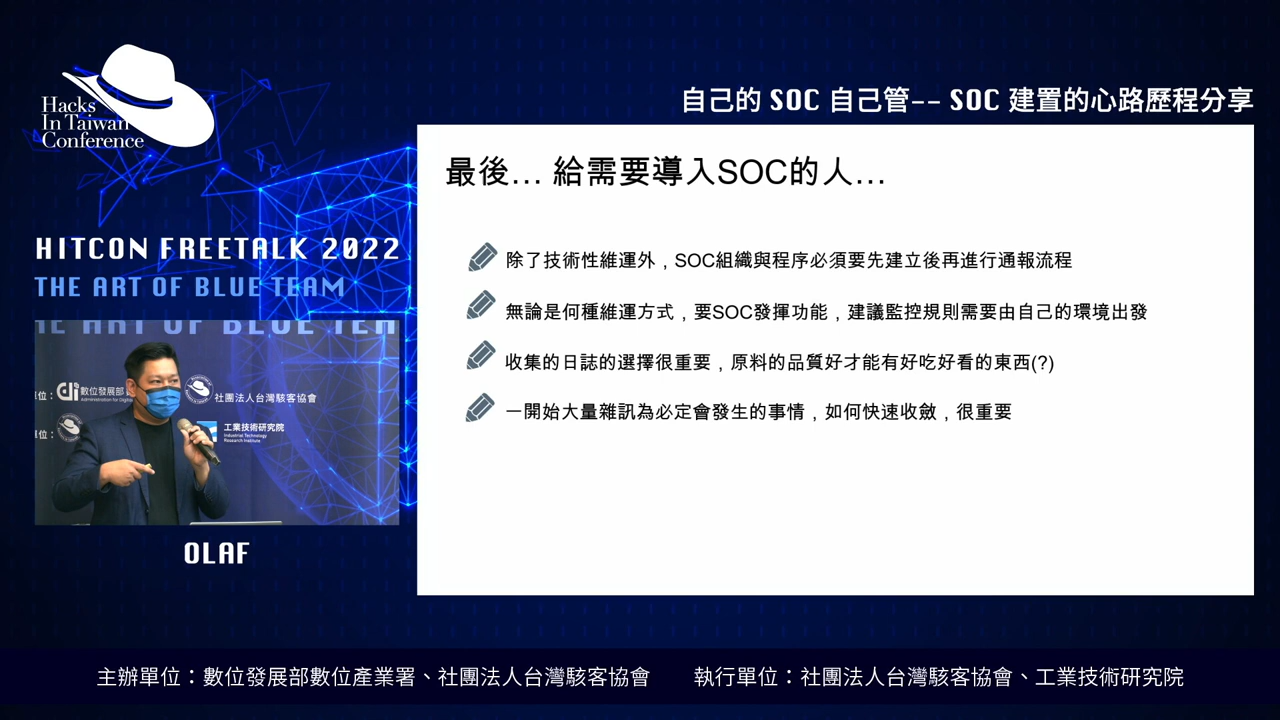 Hacks
In Taiwan
Conference
自己的 SOC 自己管-- SOC 建置的心路歷程分享
最後... 給需要導入SOC的人...
除了技術性維運外，SOC組織與程序必須要先建立後再進行通報流程
無論是何種維運方式，要SOC發揮功能，建議監控規則需要由自己的環境出發
收集的日誌的選擇很重要，原料的品質好才能有好吃好看的東西(?)
一開始大量雜訊為必定會發生的事情，如何快速收斂，很重要
HITCON FREETALK 2022
THE ART OF BLUE TEAM
HE ART OF BLUE TEA
位：
數位發展部
Administration for Digital
社團法人台灣駭客協會
位：
工業技術研究院
Industrial Technology
Research Institute
OLAF
主辦單位：數位發展部數位產業署、社團法人台灣駭客協會 執行單位：社團法人台灣駭客協會、工業技術研究院